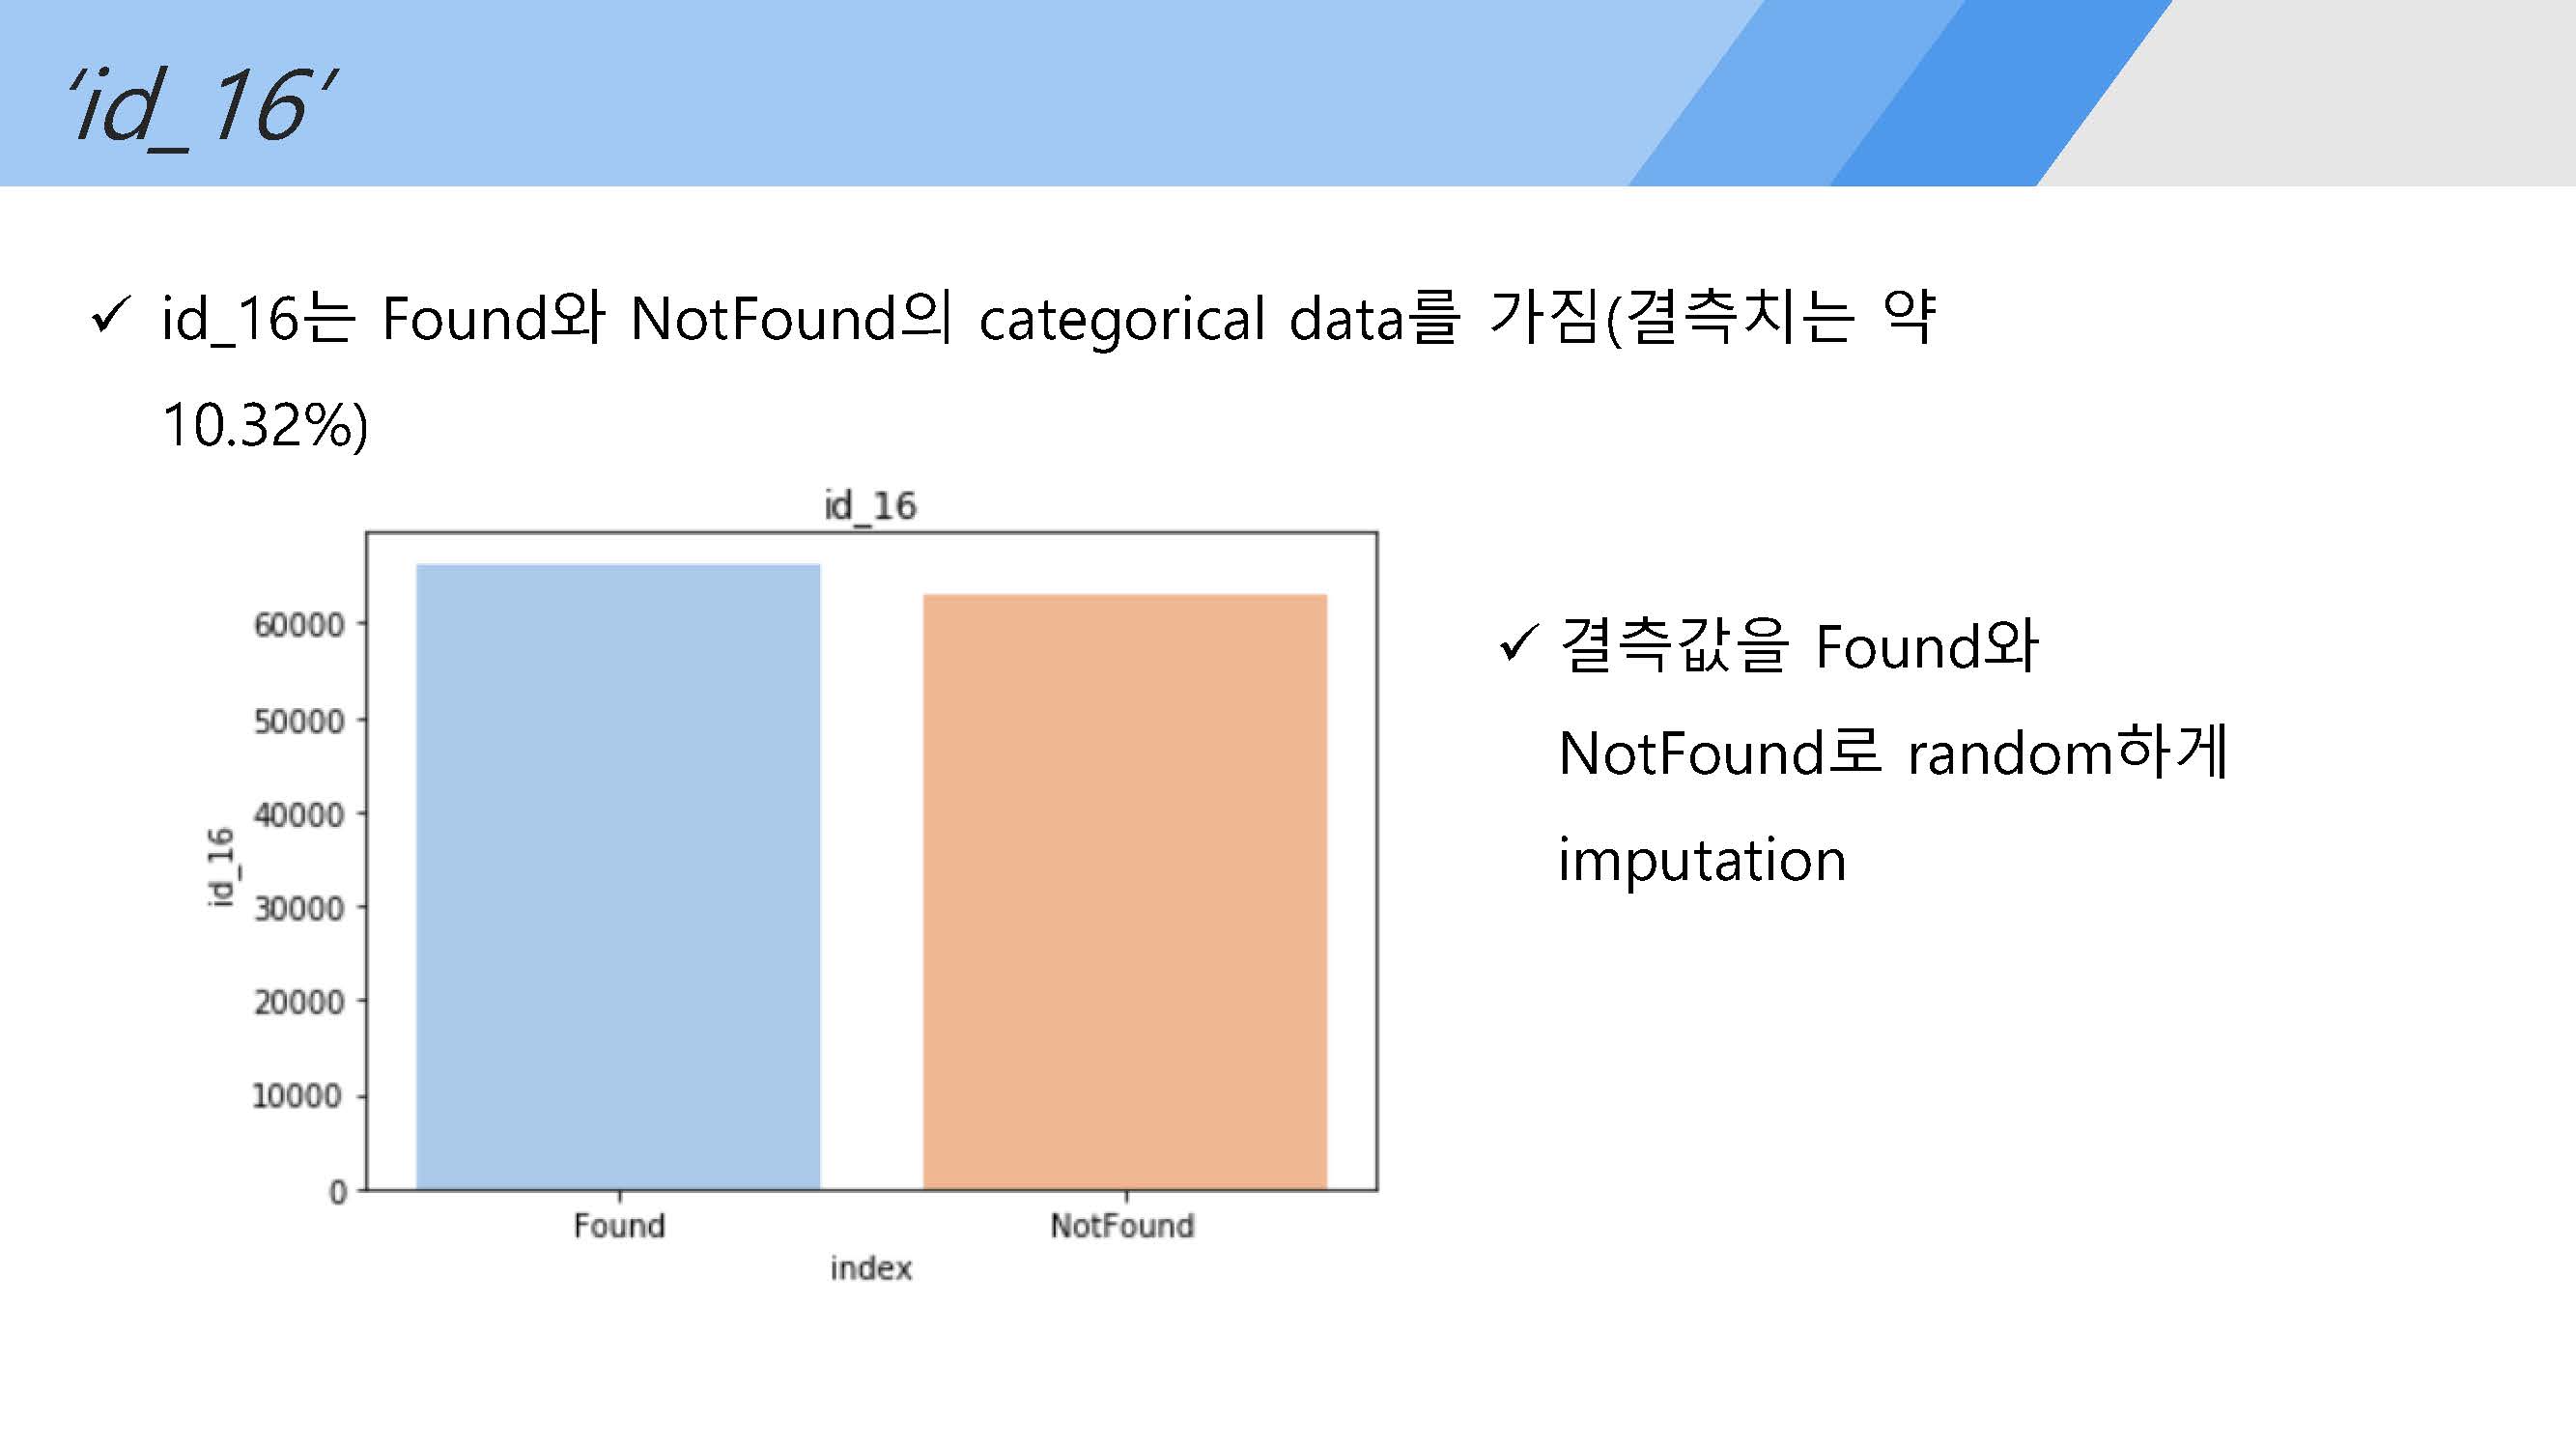 ‘id_16’
✓ id_16는 Found와 NotFound의 categorical data를 가짐(결측치는 약
10.32%)
id_16
60000
50000
40000
30000
20000
10000
0
id_16
Found NotFound
index
✓ 결측값을 Found와
NotFound로 random하게
imputation